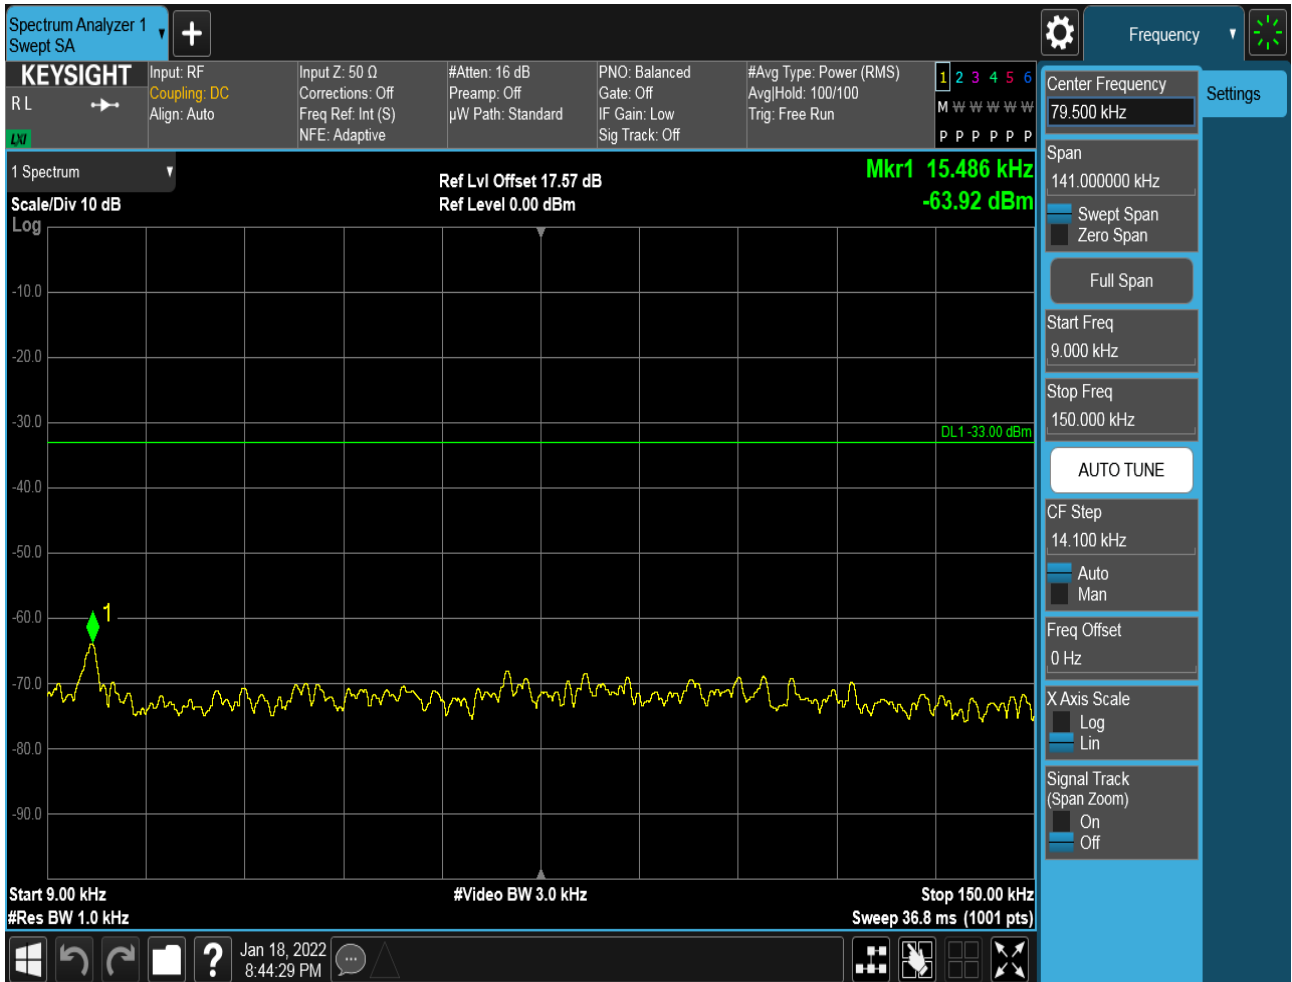 Spectrum Analyzer 1
Swept SA
Frequency
KEYSIGHT
R L
LXI
Input: RF
Coupling: DC
Align: Auto
Input Z: 50 Ω
Corrections: Off
Freq Ref: Int (S)
NFE: Adaptive
#Atten: 16 dB
Preamp: Off
µW Path: Standard
PNO: Balanced
Gate: Off
IF Gain: Low
Sig Track: Off
#Avg Type: Power (RMS)
Avg|Hold: 100/100
Trig: Free Run
1 2 3 4 5 6
M W W W W W
P P P P P P
1 Spectrum
Scale/Div 10 dB
Log
Ref Lvl Offset 17.57 dB
Ref Level 0.00 dBm
Mkr1 15.486 kHz
-63.92 dBm
-10.0
-20.0
-30.0
DL1 -33.00 dBm
-40.0
-50.0
-60.0
1
-70.0
-80.0
-90.0
Start 9.00 kHz
#Video BW 3.0 kHz
Stop 150.00 kHz
#Res BW 1.0 kHz
Sweep 36.8 ms (1001 pts)
?
Jan 18, 2022
8:44:29 PM
Center Frequency
79.500 kHz
Settings
Span
141.000000 kHz
Swept Span
Zero Span
Full Span
Start Freq
9.000 kHz
Stop Freq
150.000 kHz
AUTO TUNE
CF Step
14.100 kHz
Auto
Man
Freq Offset
0 Hz
X Axis Scale
Log
Lin
Signal Track
(Span Zoom)
On
Off